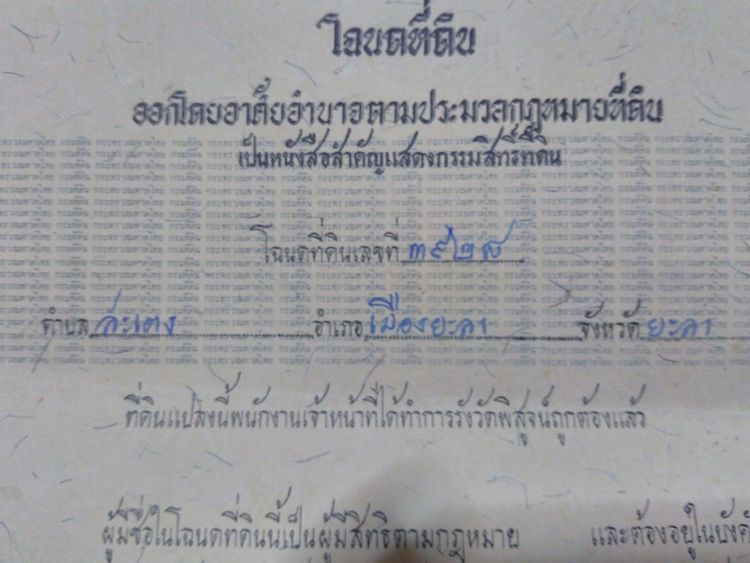 โฉนดที่ดิน
ออกโดยอาศัยอำนาจตามประมวลกฎหมายที่ดิน
เป็นหนังสือสำคัญแสดงกรรมสิทธิ์ที่ดิน
โฉนดที่ดินเลขที่ ๓๙๒๘
ตำบล สะเตง อำเภอ เมืองยะลา จังหวัด ยะลา
ที่ดินแปลงนี้พนักงานเจ้าหน้าที่ได้ทำการรังวัดพิสูจน์ถูกต้องแล้ว
ผู้มีชื่อในโฉนดที่ดินนี้เป็นผู้มีสิทธิตามกฎหมาย และต้องอยู่ในบังคั